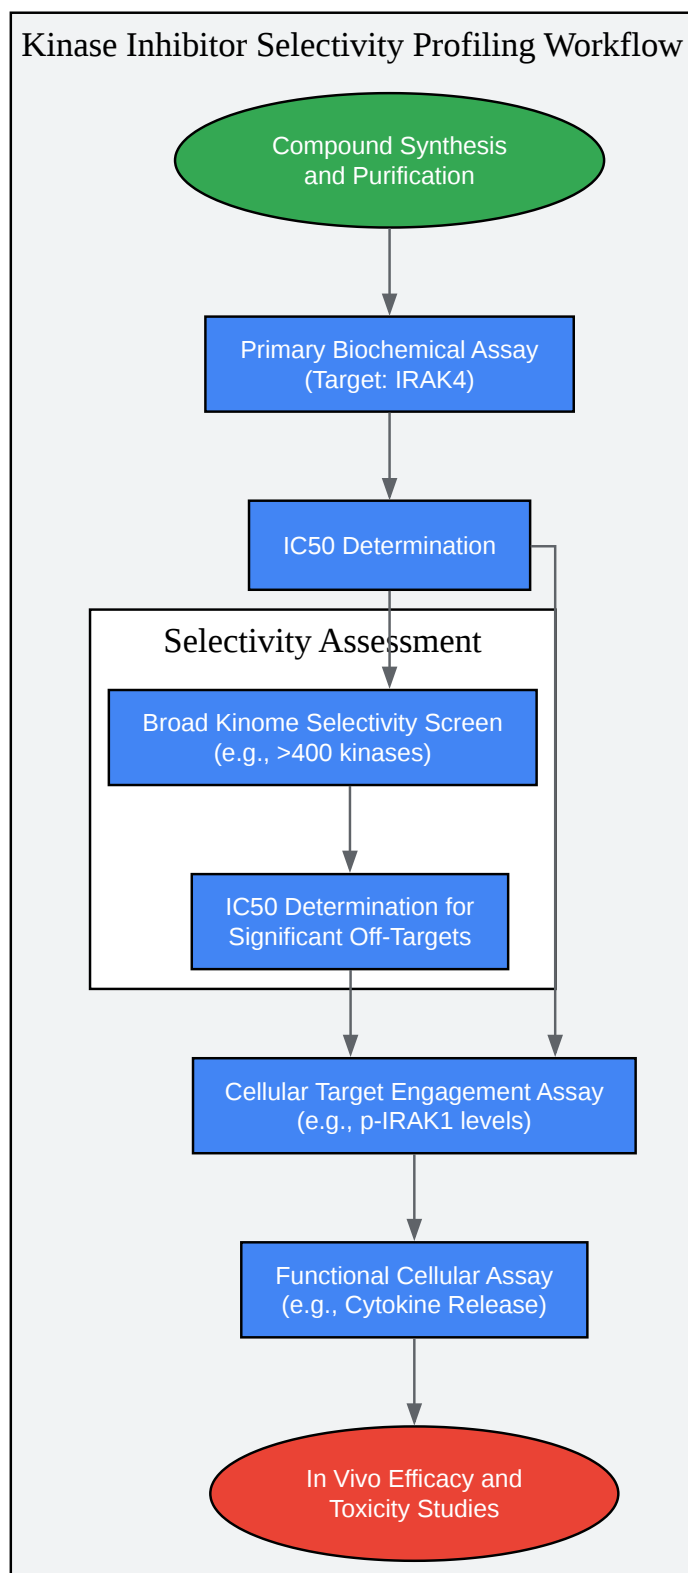 Kinase Inhibitor Selectivity Profiling Workflow
Compound Synthesis
and Purification
Primary Biochemical Assay
(Target: IRAK4)
IC50 Determination
Selectivity Assessment
Broad Kinome Selectivity Screen
(e.g., >400 kinases)
IC50 Determination for
Significant Off-Targets
Cellular Target Engagement Assay
(e.g., p-IRAK1 levels)
Functional Cellular Assay
(e.g., Cytokine Release)
In Vivo Efficacy and
Toxicity Studies